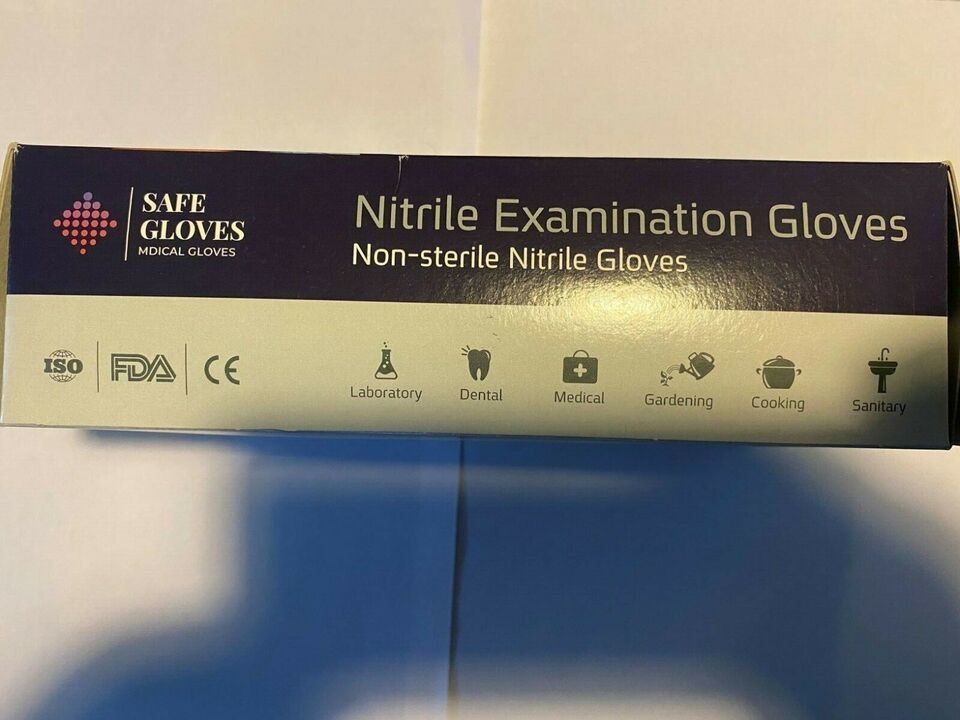 SAFE
GLOVES
MDICAL GLOVES
Nitrile Examination Gloves
Non-sterile Nitrile Gloves
ISO
FDA
CE
Laboratory
Dental
Medical
Gardening
Cooking
Sanitary